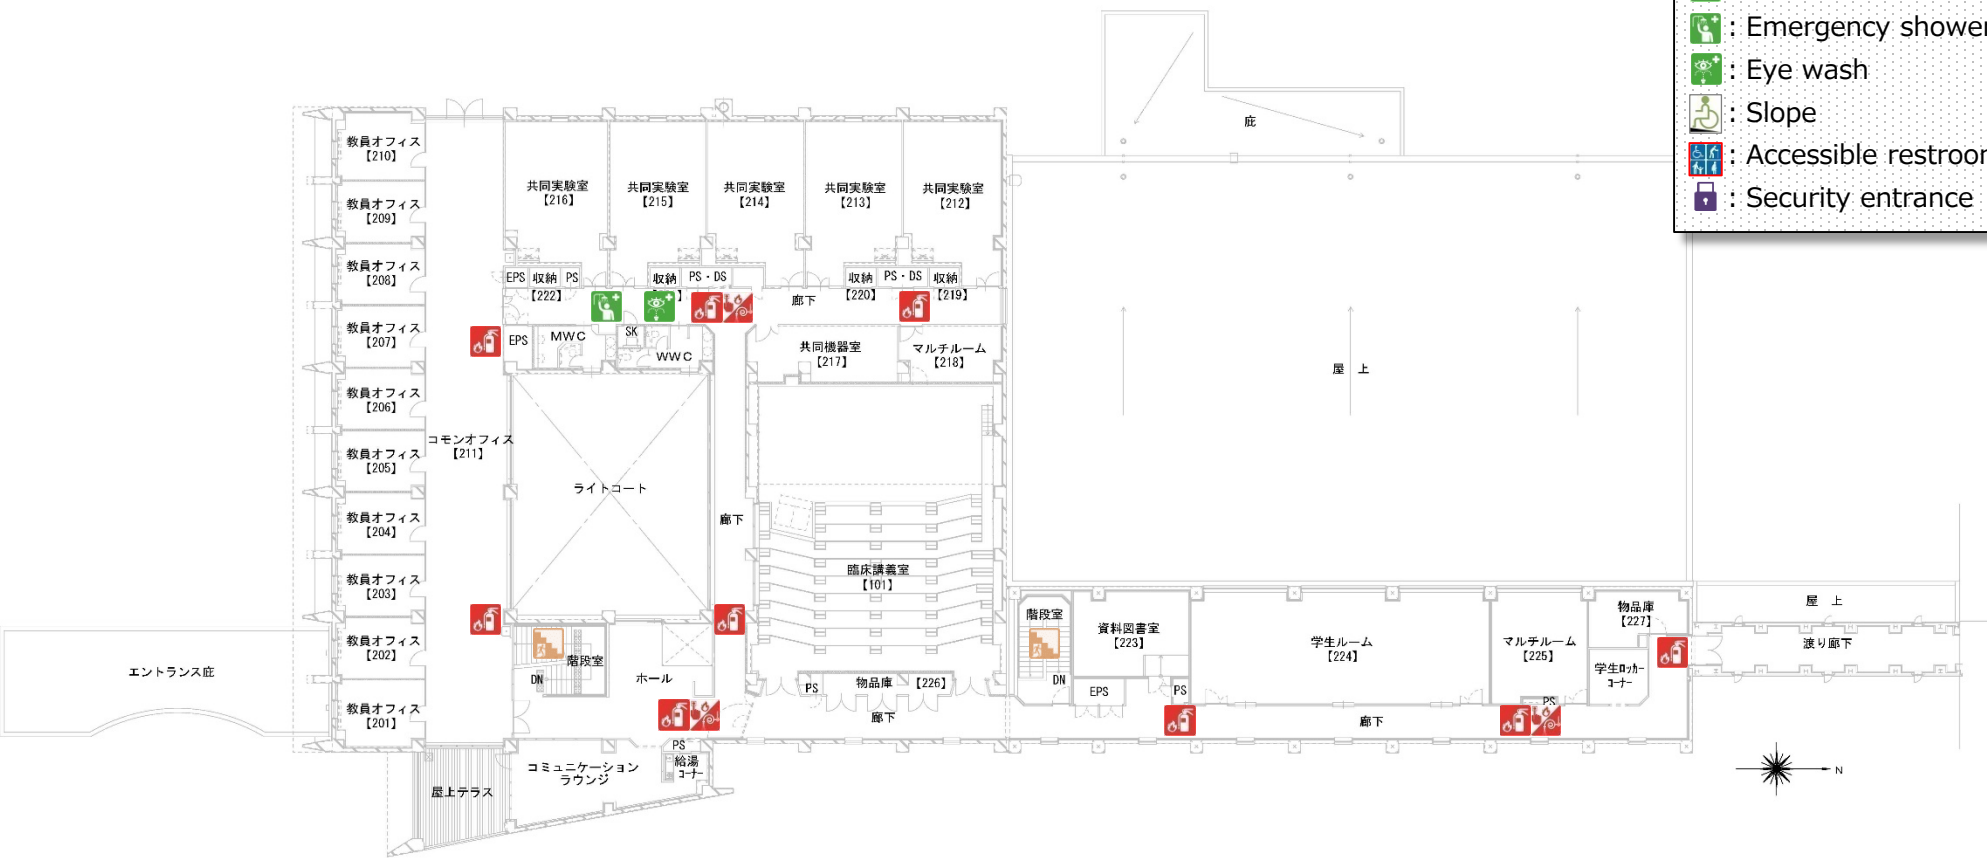 : Emergency shower
: Eye wash
: Slope
: Accessible restroom
: Security entrance
庇
教員オフィス
【210】
教員オフィス
【209】
教員オフィス
【208】
教員オフィス
【207】
教員オフィス
【206】
教員オフィス
【205】
教員オフィス
【204】
教員オフィス
【203】
教員オフィス
【202】
教員オフィス
【201】
共同実験室
【216】
共同実験室
【215】
共同実験室
【214】
共同実験室
【213】
共同実験室
【212】
EPS
収納
PS
【222】
収納
PS・DS
廊下
収納
【220】
PS・DS
収納
【219】
EPS
MWC
SK
WWC
共同機器室
【217】
マルチルーム
【218】
屋 上
コモンオフィス
【211】
ライトコート
廊下
臨床講義室
【101】
階段室
DN
ホール
PS
物品庫 【226】
廊下
階段室
DN
資料図書室
【223】
EPS
PS
学生ルーム
【224】
マルチルーム
【225】
PS
物品庫
【227】
学生ロッカー
コーナー
廊下
屋 上
渡り廊下
エントランス庇
屋上テラス
コミュニケーション
ラウンジ
PS
給湯
コーナー
N